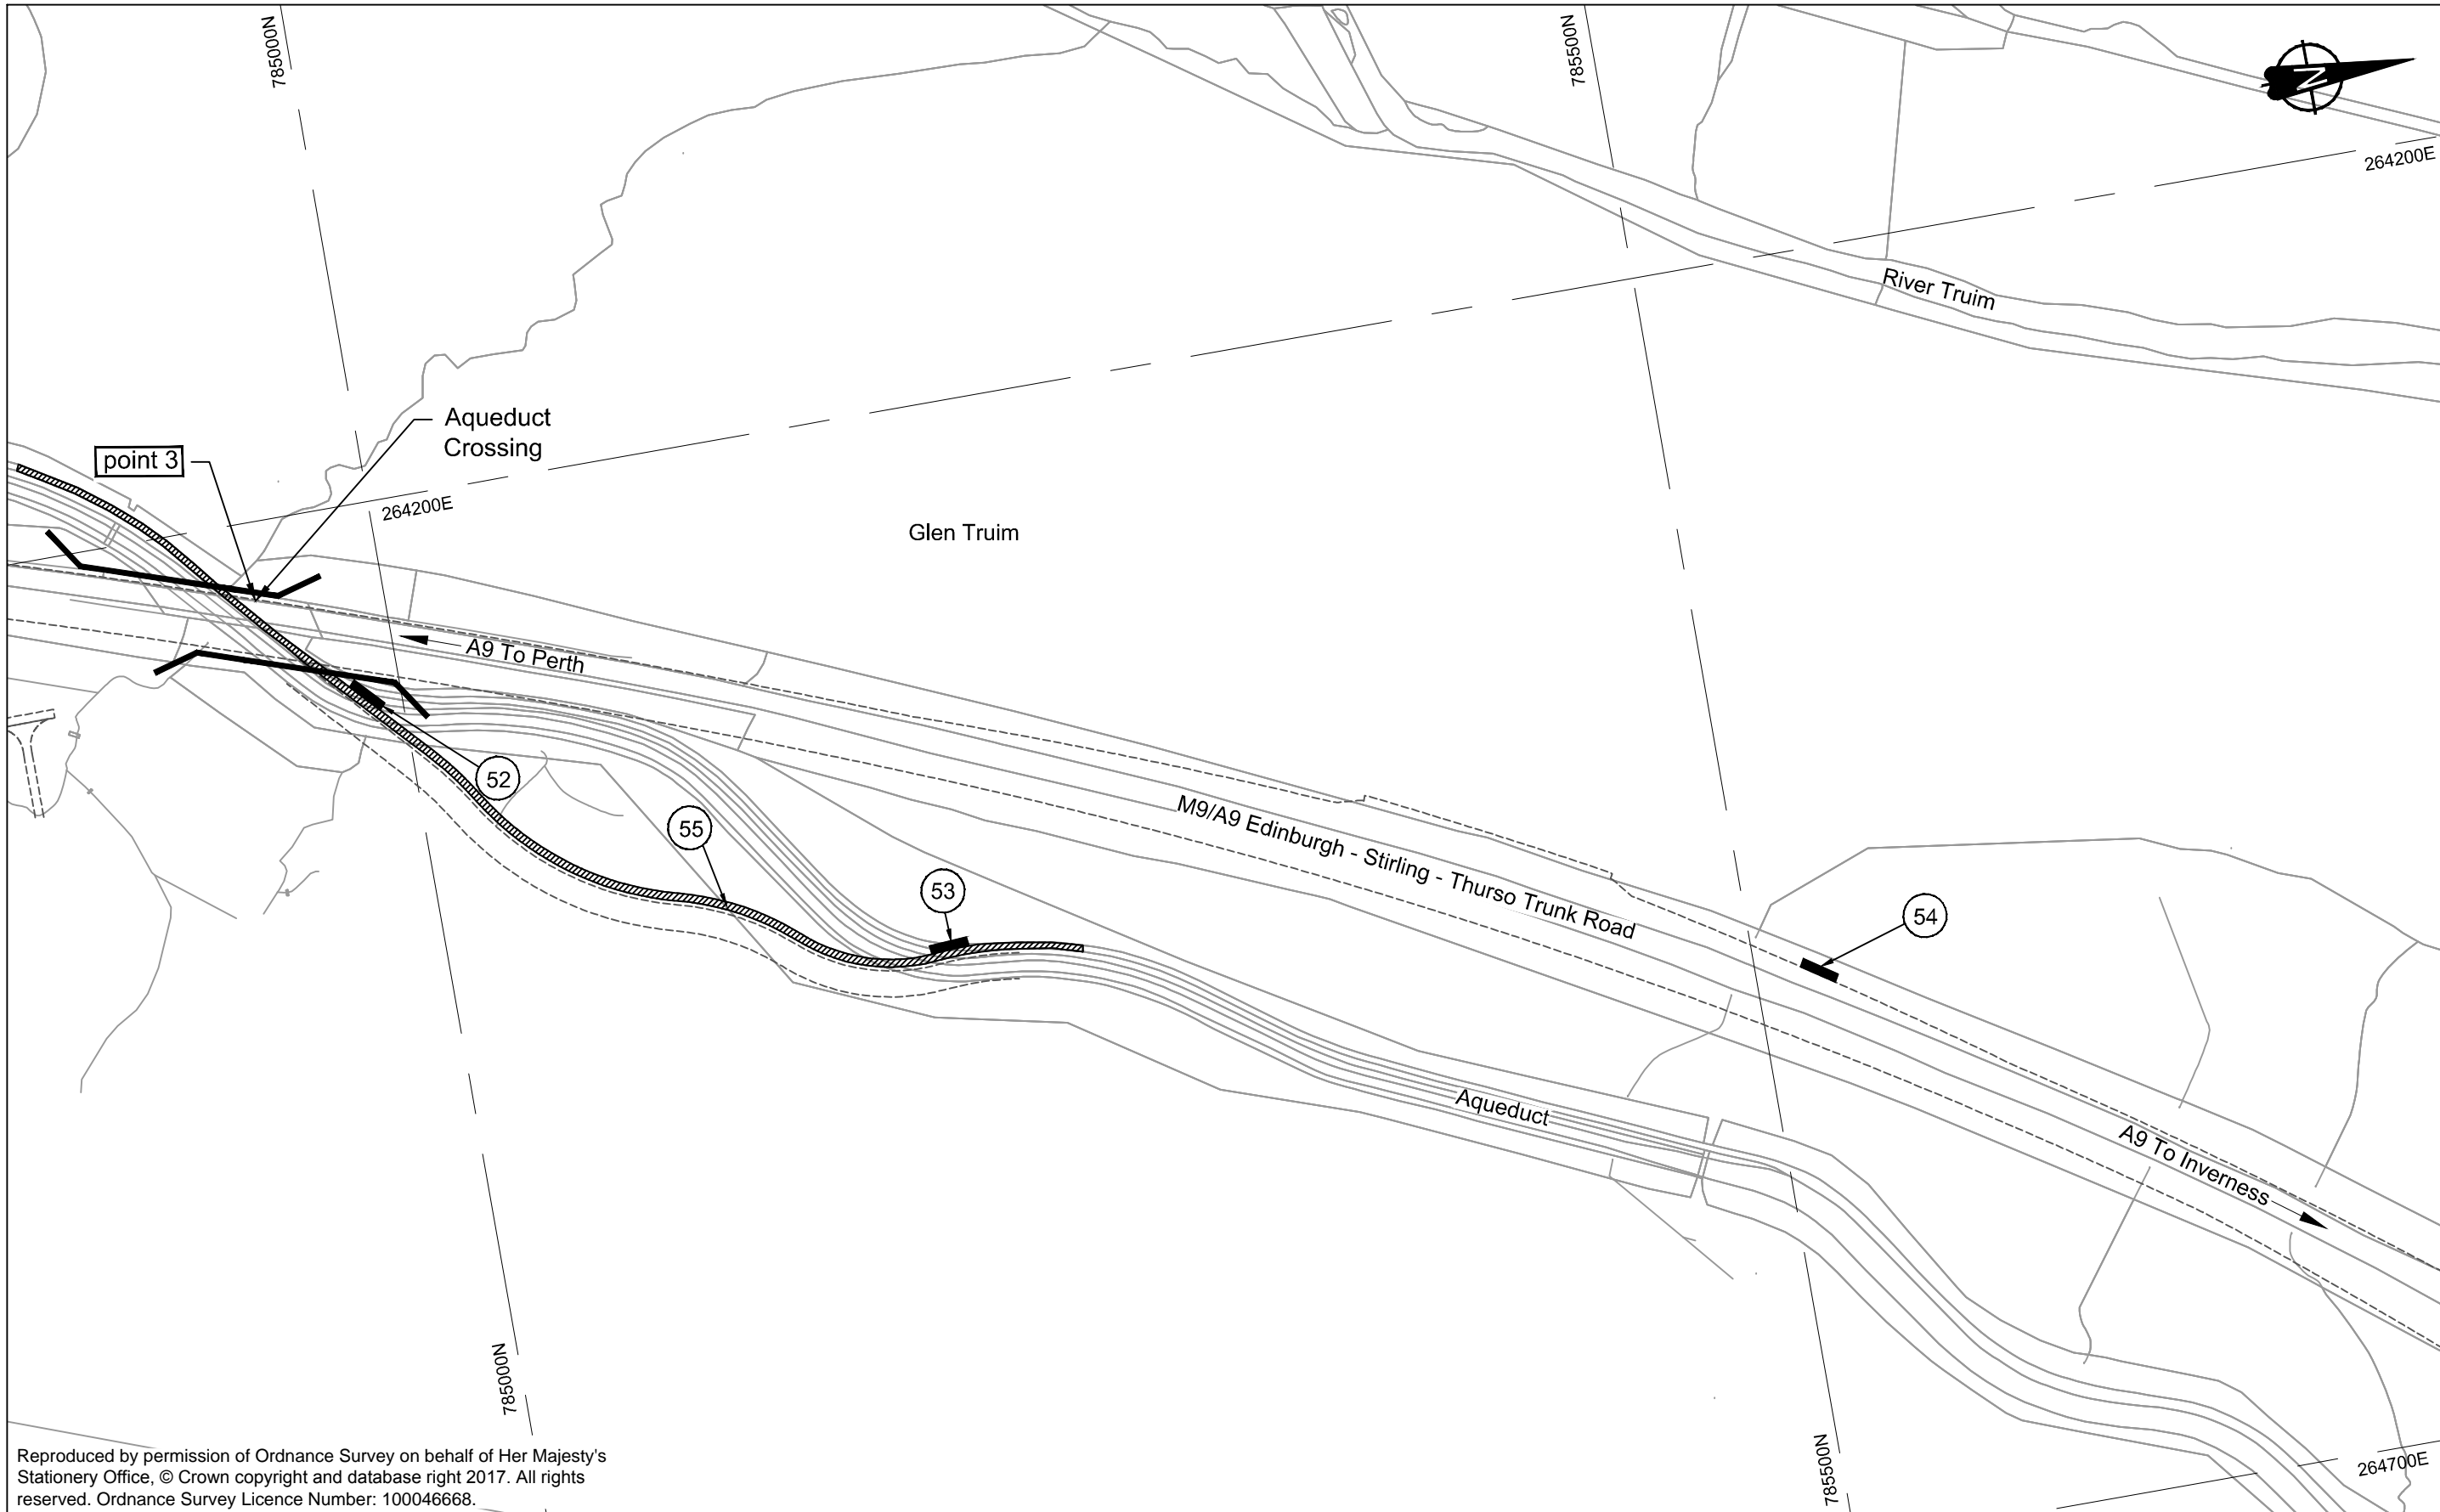 785000N
785500N
N
264200E
River Truim
Aqueduct
Crossing
point 3
264200E
Glen Truim
A9 To Perth
52
55
M9/A9 Edinburgh - Stirling - Thurso Trunk Road
53
54
Aqueduct
A9 To Inverness
785000N
785500N
264700E
Reproduced by permission of Ordnance Survey on behalf of Her Majesty's
Stationery Office, © Crown copyright and database right 2017. All rights
reserved. Ordnance Survey Licence Number: 100046668.